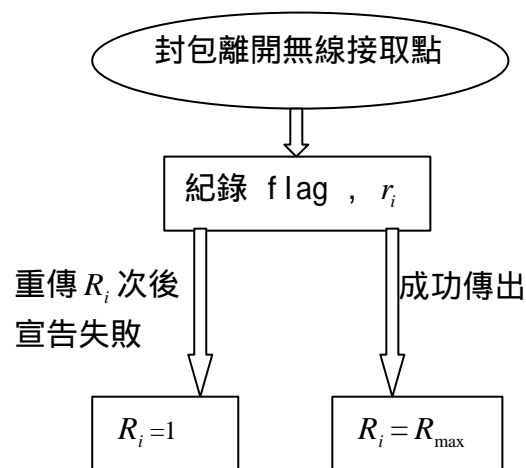 封包離開無線接取點
紀錄 flag , r_i
重傳 R_i 次後
宣告失敗
成功傳出
R_i =1
R_i = R_max